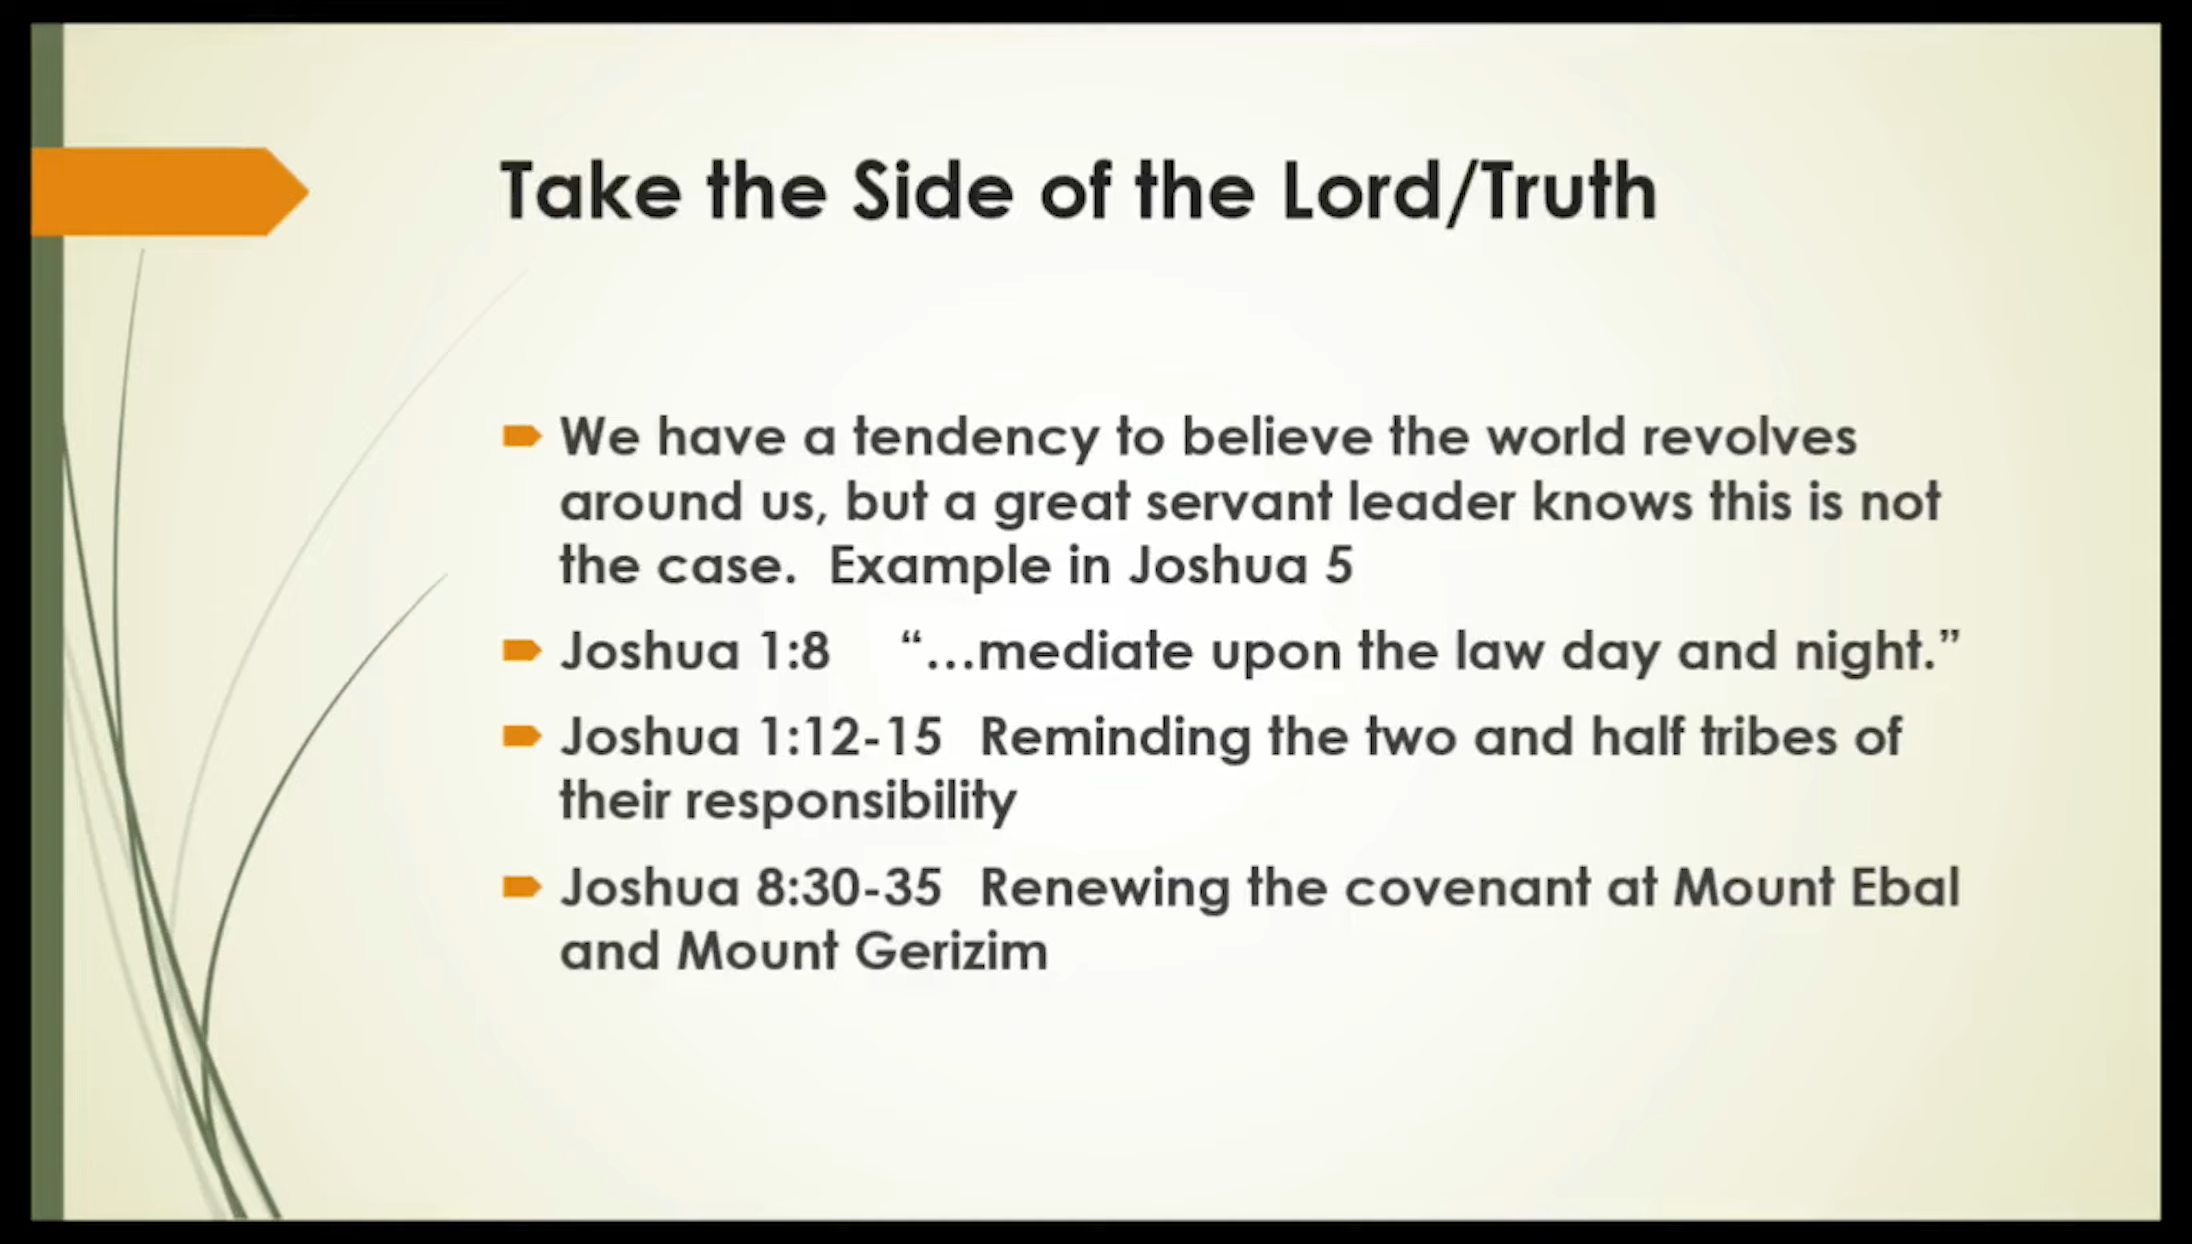 Take the Side of the Lord/Truth
We have a tendency to believe the world revolves
around us, but a great servant leader knows this is not
the case.  Example in Joshua 5
Joshua 1:8    “…mediate upon the law day and night.”
Joshua 1:12-15  Reminding the two and half tribes of
their responsibility
Joshua 8:30-35  Renewing the covenant at Mount Ebal
and Mount Gerizim